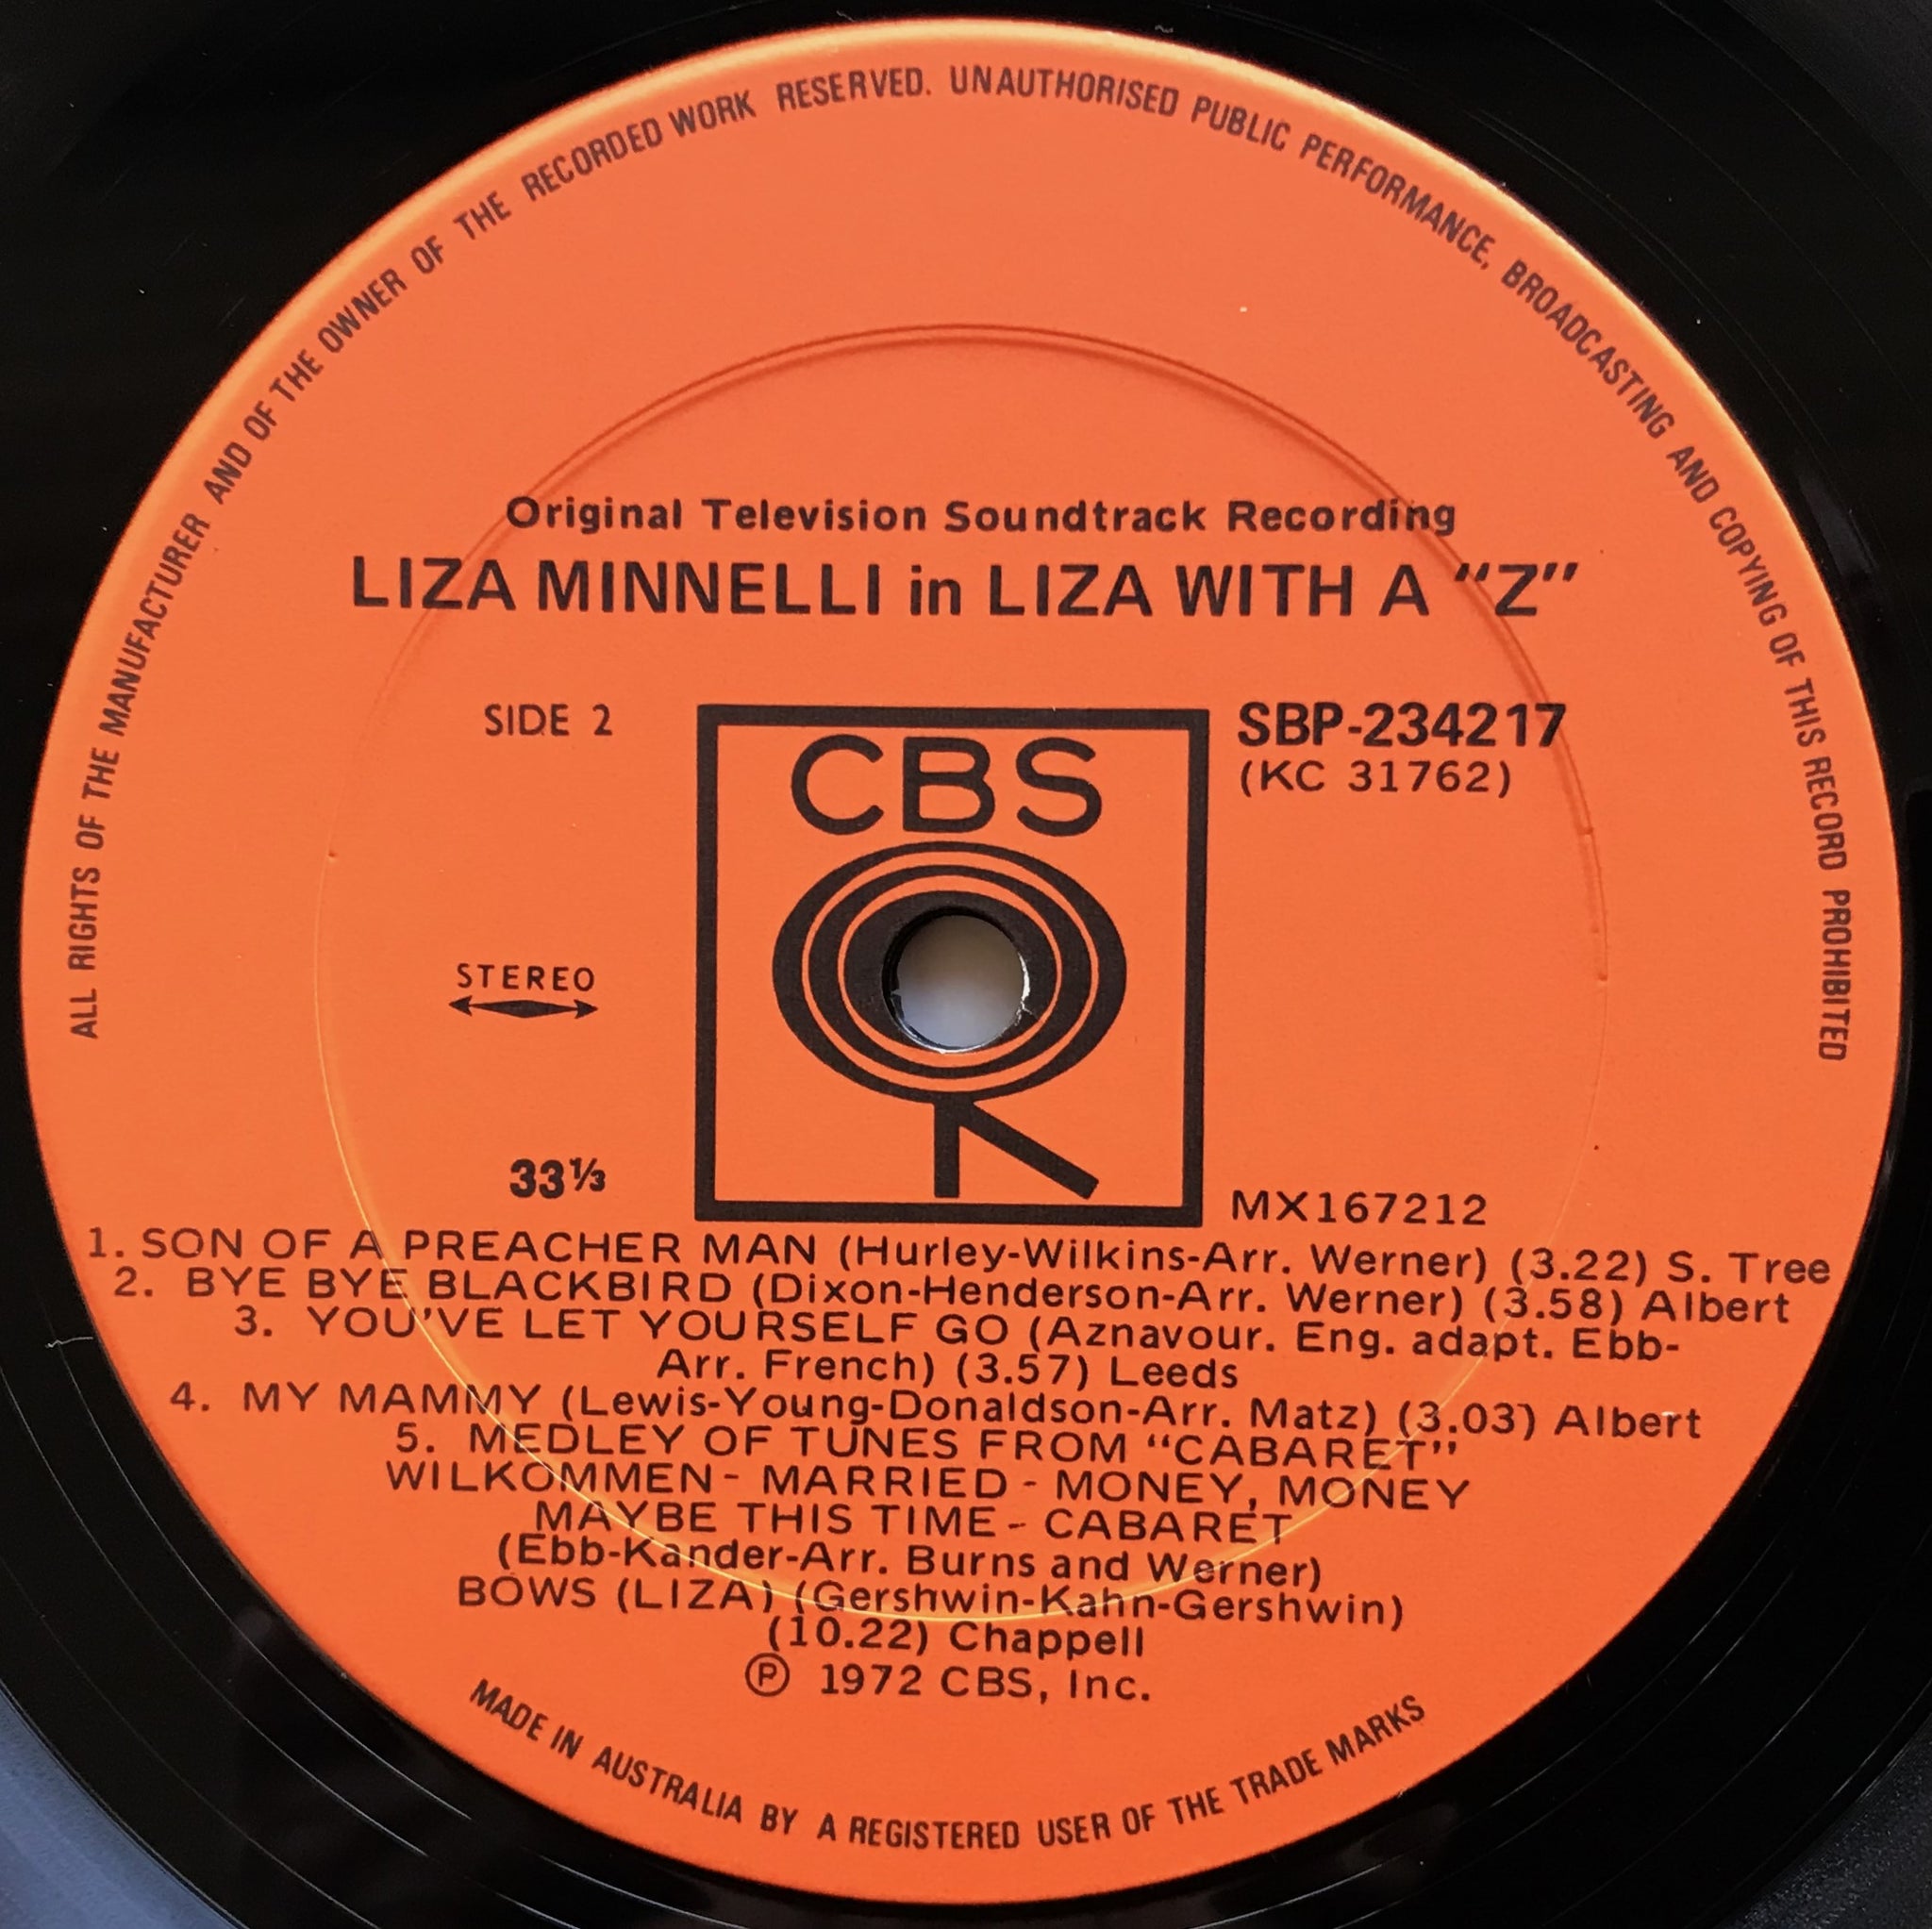 ALL RIGHTS OF THE MANUFACTURER AND OF THE OWNER OF THE RECORDED WORK RESERVED. UNAUTHORISED PUBLIC PERFORMANCE, BROADCASTING AND COPYING OF THIS RECORD PROHIBITED
Original Television Soundtrack Recording
LIZA MINNELLI in LIZA WITH A “Z”
SIDE 2
CBS
SBP-234217
(KC 31762)
STEREO
33⅓
MX167212
1. SON OF A PREACHER MAN (Hurley-Wilkins-Arr. Werner) (3.22) S. Tree
2. BYE BYE BLACKBIRD (Dixon-Henderson-Arr. Werner) (3.58) Albert
3. YOU'VE LET YOURSELF GO (Aznavour. Eng. adapt. Ebb-
Arr. French) (3.57) Leeds
4. MY MAMMY (Lewis-Young-Donaldson-Arr. Matz) (3.03) Albert
5. MEDLEY OF TUNES FROM “CABARET”
WILKOMMEN - MARRIED - MONEY, MONEY
MAYBE THIS TIME - CABARET
(Ebb-Kander-Arr. Burns and Werner)
BOWS (LIZA) (Gershwin-Kahn-Gershwin)
(10.22) Chappell
℗ 1972 CBS, Inc.
MADE IN AUSTRALIA BY A REGISTERED USER OF THE TRADE MARKS